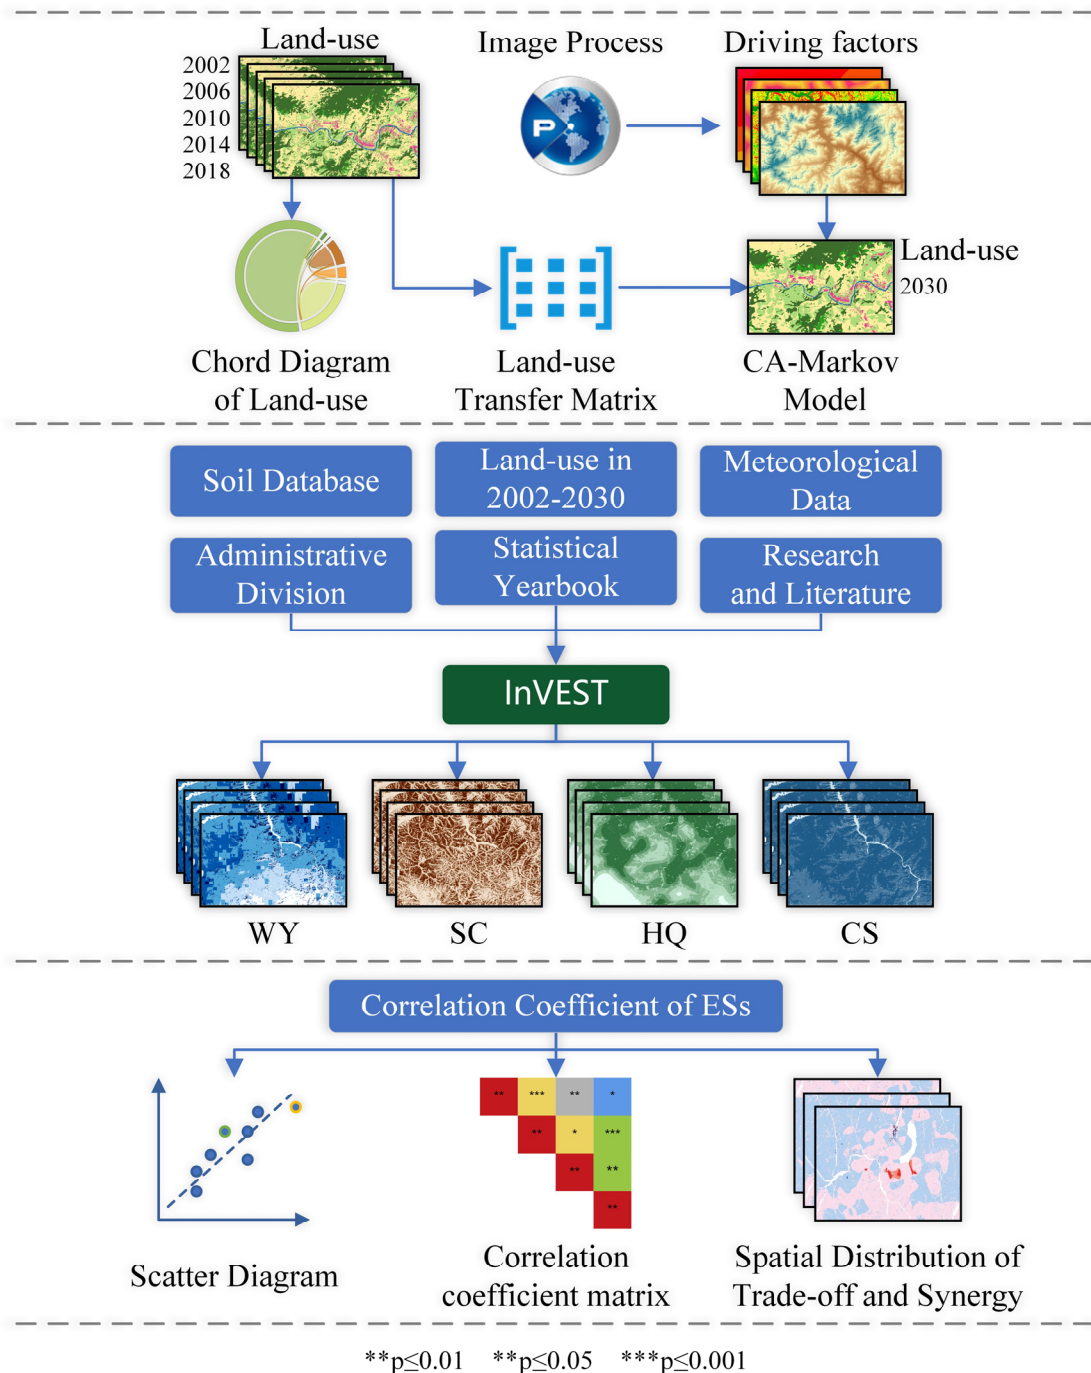 Land-use
Image Process
Driving factors
2002
2006
2010
2014
2018
P
Land-use
2030
Chord Diagram
of Land-use
Land-use
Transfer Matrix
CA-Markov
Model
Soil Database
Land-use in
2002-2030
Meteorological
Data
Administrative
Division
Statistical
Yearbook
Research
and Literature
InVEST
WY
SC
HQ
CS
Correlation Coefficient of ESs
** *** ** *
** * ***
** **
**
Scatter Diagram
Correlation
coefficient matrix
Spatial Distribution of
Trade-off and Synergy
**p≤0.01 **p≤0.05 ***p≤0.001